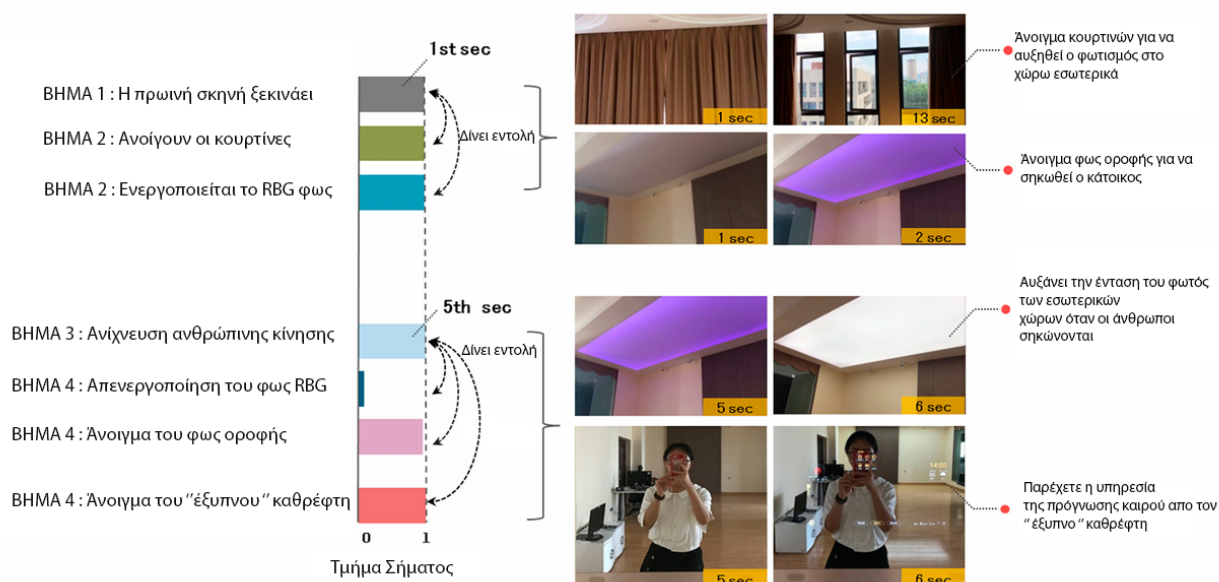 1st sec
ΒΗΜΑ 1 : Η πρωινή σκηνή ξεκινάει
ΒΗΜΑ 2 : Ανοίγουν οι κουρτίνες
ΒΗΜΑ 2 : Ενεργοποιείται το RBG φως
Δίνει εντολή
1 sec
13 sec
1 sec
2 sec
Άνοιγμα κουρτινών για να
αυξηθεί ο φωτισμός στο
χώρω εσωτερικά
Άνοιγμα φως οροφής για να
σηκωθεί ο κάτοικος
5th sec
ΒΗΜΑ 3 : Ανίχνευση ανθρώπινης κίνησης
ΒΗΜΑ 4 : Απενεργοποίηση του φως RBG
ΒΗΜΑ 4 : Άνοιγμα του φως οροφής
ΒΗΜΑ 4 : Άνοιγμα του “έξυπνου“ καθρέφτη
Δίνει εντολή
0 1
Τμήμα Σήματος
5 sec
6 sec
14:00
5 sec
6 sec
Αυξάνει την ένταση του φωτός
των εσωτερικών
χώρων όταν οι άνθρωποι
σηκώνονται
Παρέχετε η υπηρεσία
της πρόγνωσης καιρού απο τον
“έξυπνο“ καθρέφτη